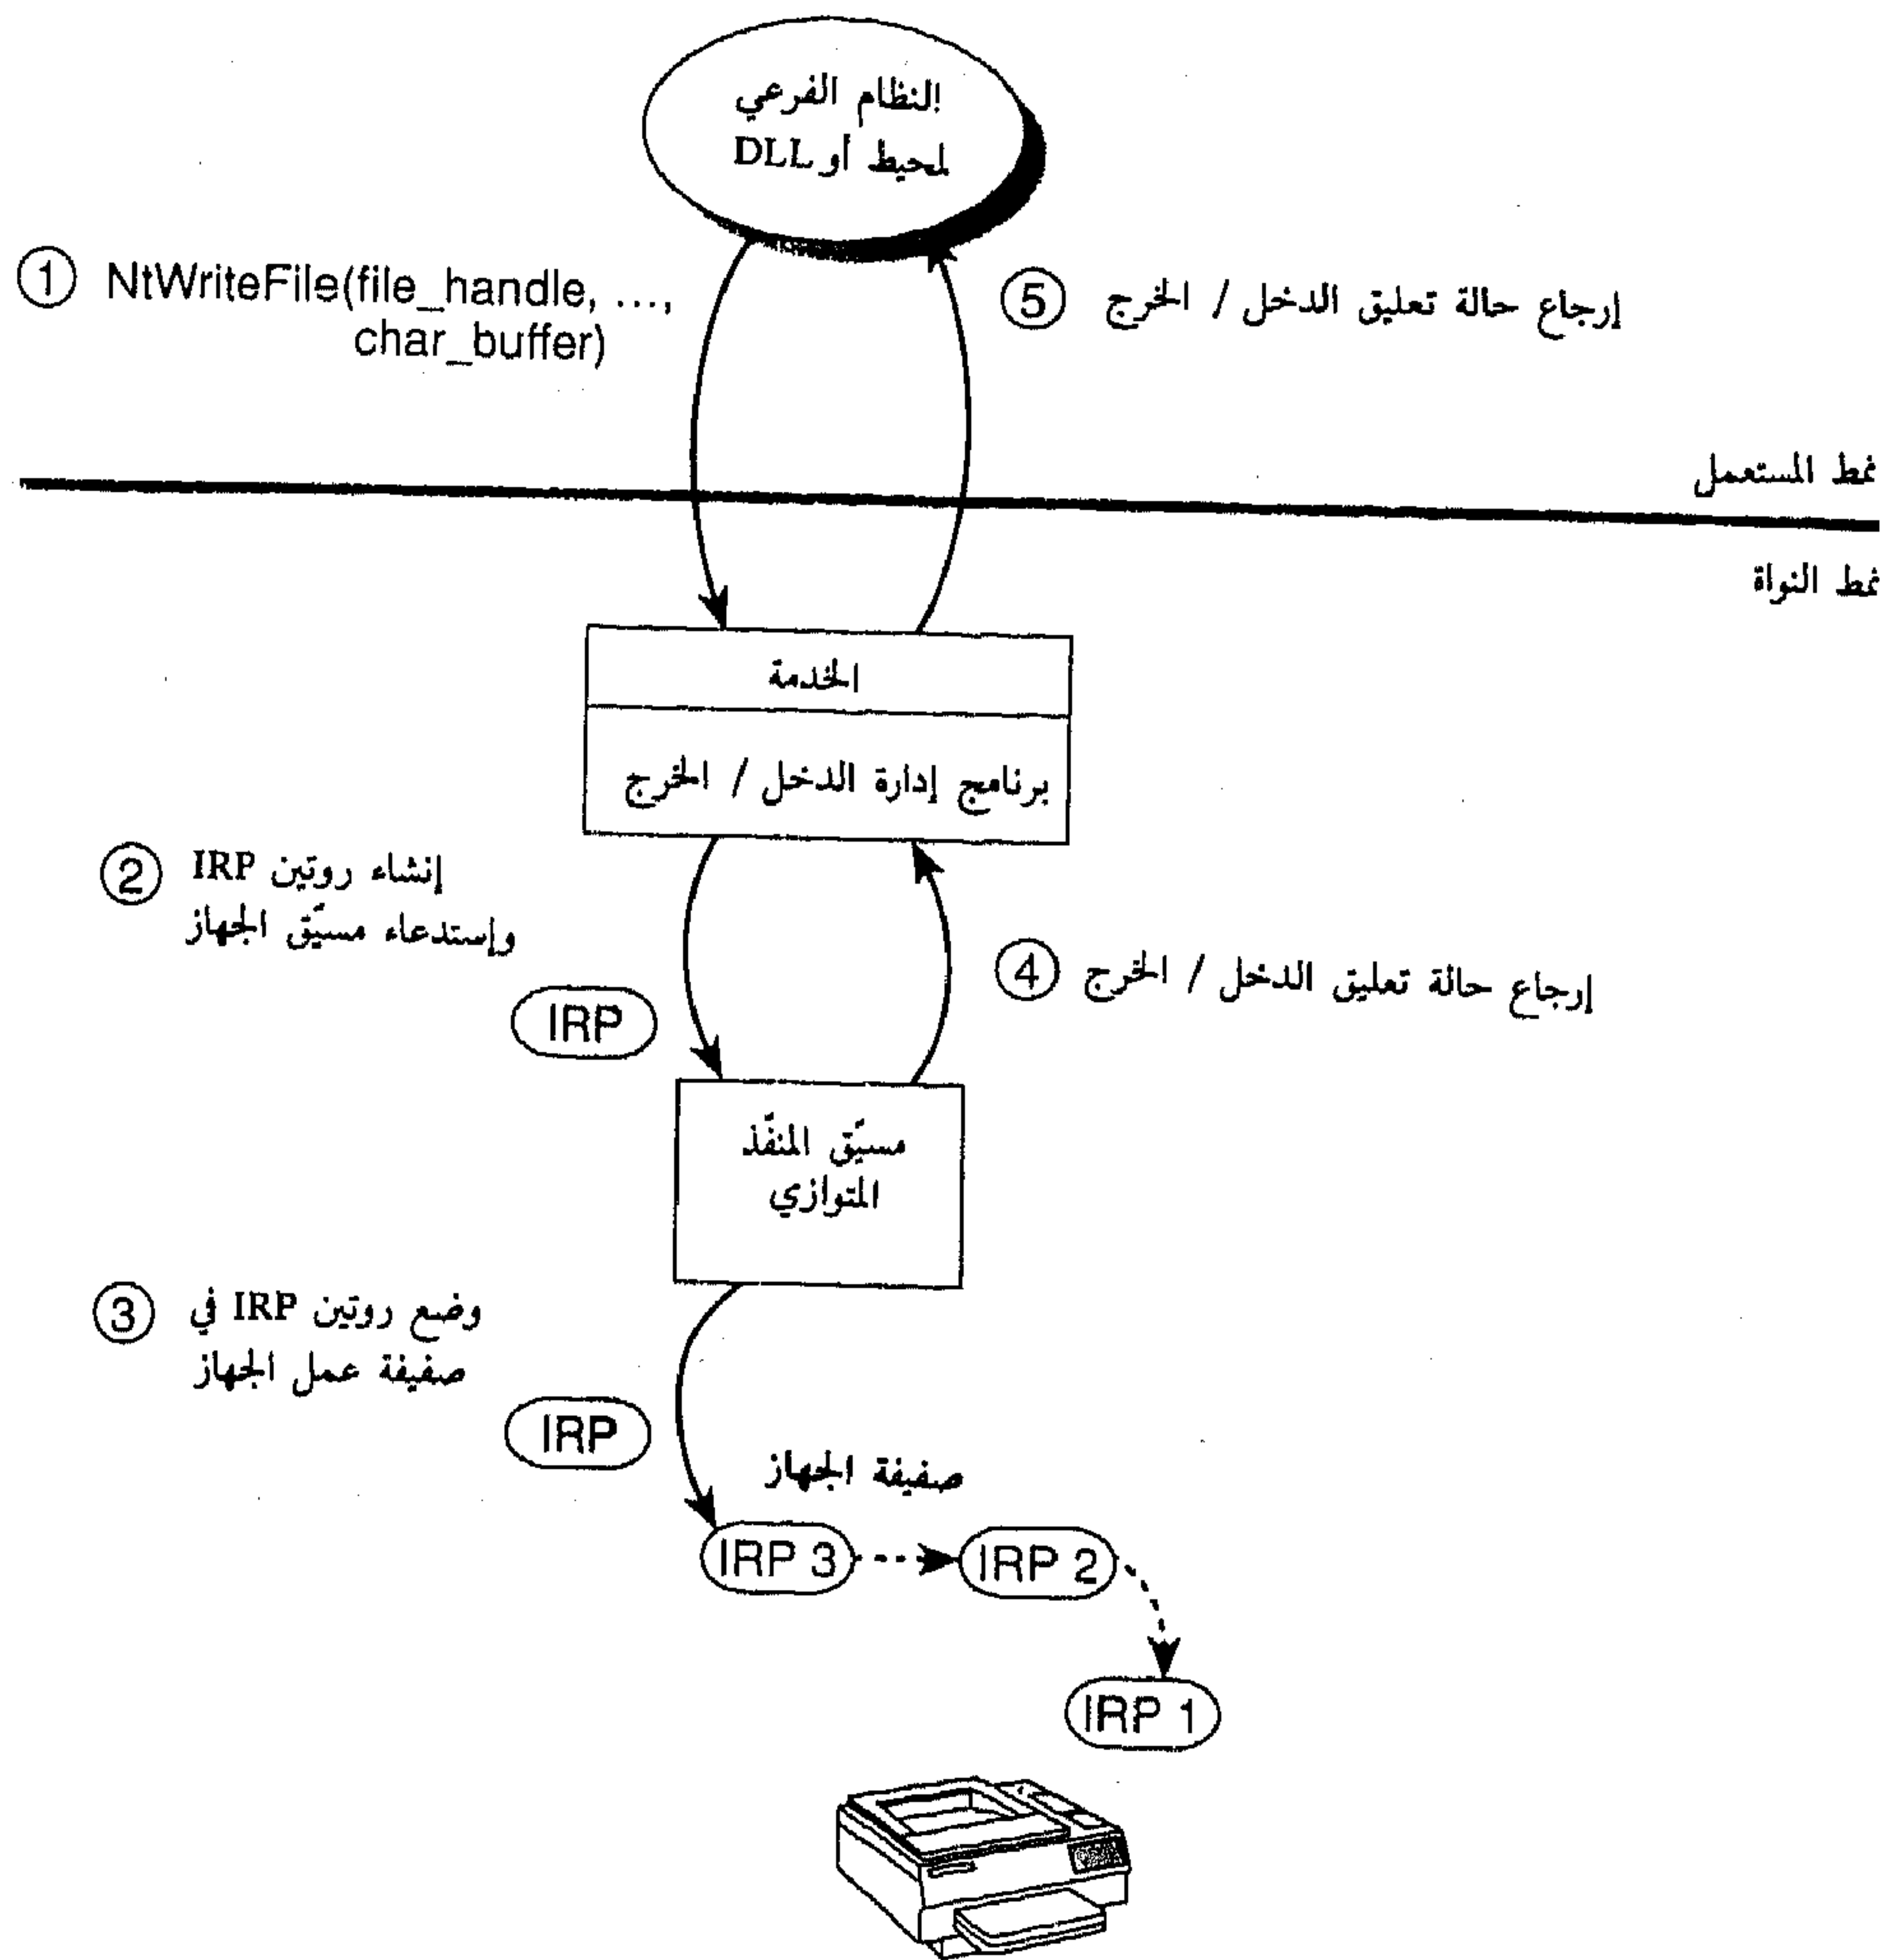 النظام الفرعي
لمحيط أو DLL
① NtWriteFile(file_handle, ...,
char_buffer)
⑤ إرجاع حالة تعليق الدخل / الخرج
نمط المستعمل
نمط النواة
الخدمة
برنامج إدارة الدخل / الخرج
② إنشاء روتين IRP
وإستدعاء مسيّق الجهاز
④ إرجاع حالة تعليق الدخل / الخرج
IRP
مسيّق المنفّذ
المتوازي
③ وضع روتين IRP في
صفيفة عمل الجهاز
IRP
صفيفة الجهاز
IRP 3
IRP 2
IRP 1